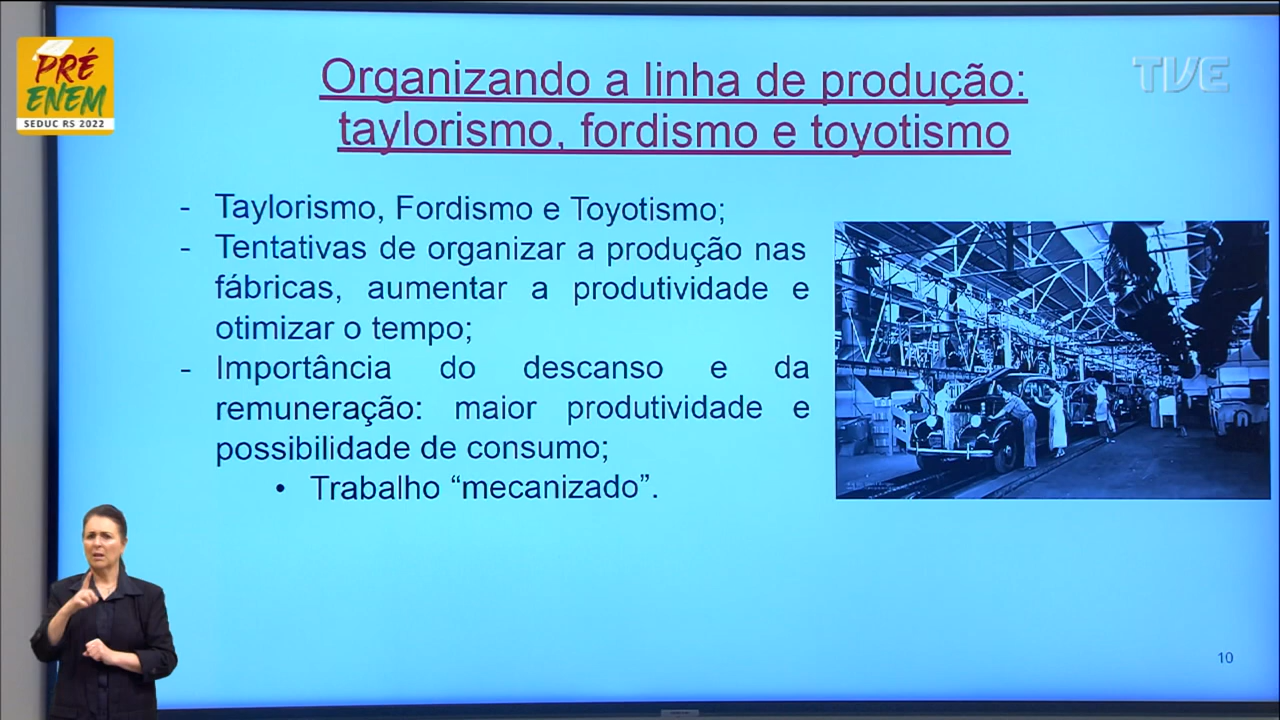 PRÉ
ENEM
SEDUC RS 2022
TVE
Organizando a linha de produção:
taylorismo, fordismo e toyotismo
- Taylorismo, Fordismo e Toyotismo;
- Tentativas de organizar a produção nas
fábricas, aumentar a produtividade e
otimizar o tempo;
- Importância do descanso e da
remuneração: maior produtividade e
possibilidade de consumo;
• Trabalho “mecanizado”.
10